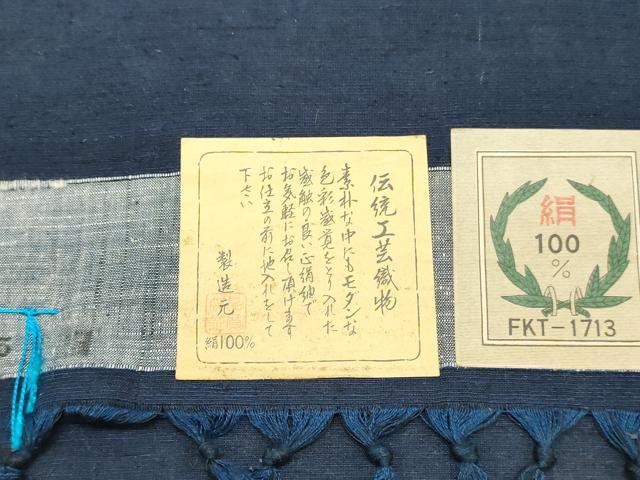 伝統工芸織物
素朴な中にもモダンな
色彩感覚をとり入れた
感触の良い正絹紬で
お気軽にお召し頂けます
お仕立の前に地入れをして
下さい
製造元
絹100%
絹
100
%
FKT-1713